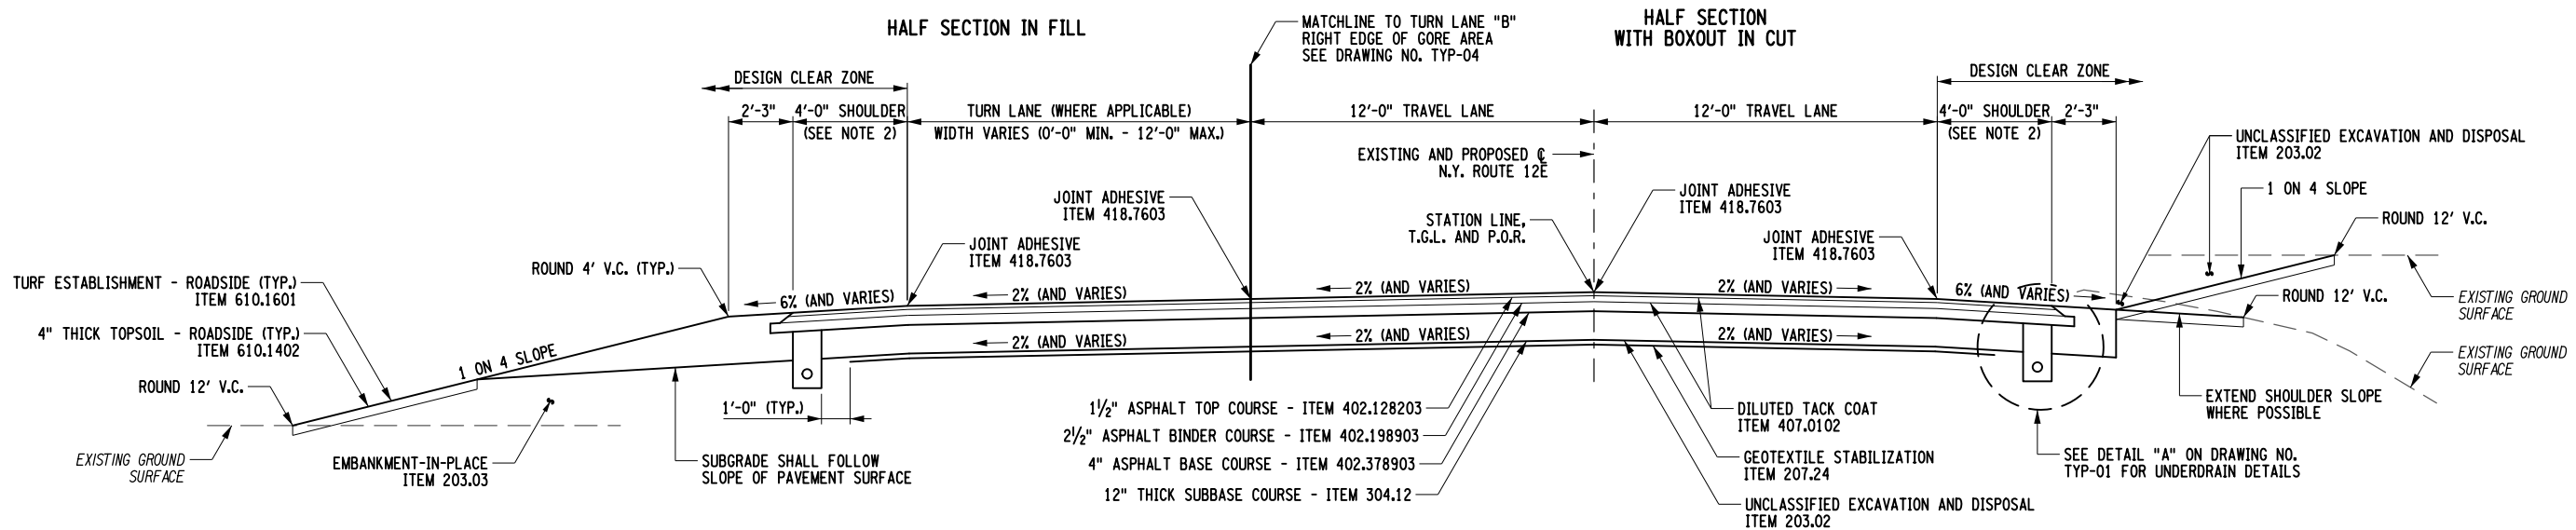 HALF SECTION IN FILL
MATCHLINE TO TURN LANE "B"
RIGHT EDGE OF GORE AREA
SEE DRAWING NO. TYP-04
HALF SECTION
WITH BOXOUT IN CUT
DESIGN CLEAR ZONE
DESIGN CLEAR ZONE
2'-3"
4'-0" SHOULDER
(SEE NOTE 2)
TURN LANE (WHERE APPLICABLE)
WIDTH VARIES (0'-0" MIN. - 12'-0" MAX.)
12'-0" TRAVEL LANE
12'-0" TRAVEL LANE
4'-0" SHOULDER
(SEE NOTE 2)
2'-3"
UNCLASSIFIED EXCAVATION AND DISPOSAL
ITEM 203.02
EXISTING AND PROPOSED ℄
N.Y. ROUTE 12E
1 ON 4 SLOPE
JOINT ADHESIVE
ITEM 418.7603
JOINT ADHESIVE
ITEM 418.7603
STATION LINE,
T.G.L. AND P.O.R.
ROUND 12' V.C.
JOINT ADHESIVE
ITEM 418.7603
JOINT ADHESIVE
ITEM 418.7603
ROUND 4' V.C. (TYP.)
TURF ESTABLISHMENT - ROADSIDE (TYP.)
ITEM 610.1601
6% (AND VARIES)
2% (AND VARIES)
2% (AND VARIES)
2% (AND VARIES)
6% (AND VARIES)
ROUND 12' V.C.
EXISTING GROUND
SURFACE
4" THICK TOPSOIL - ROADSIDE (TYP.)
ITEM 610.1402
2% (AND VARIES)
2% (AND VARIES)
2% (AND VARIES)
1 ON 4 SLOPE
EXISTING GROUND
SURFACE
ROUND 12' V.C.
1'-0" (TYP.)
1½" ASPHALT TOP COURSE - ITEM 402.128203
2½" ASPHALT BINDER COURSE - ITEM 402.198903
4" ASPHALT BASE COURSE - ITEM 402.378903
12" THICK SUBBASE COURSE - ITEM 304.12
DILUTED TACK COAT
ITEM 407.0102
EXTEND SHOULDER SLOPE
WHERE POSSIBLE
EXISTING GROUND
SURFACE
EMBANKMENT-IN-PLACE
ITEM 203.03
SUBGRADE SHALL FOLLOW
SLOPE OF PAVEMENT SURFACE
GEOTEXTILE STABILIZATION
ITEM 207.24
SEE DETAIL "A" ON DRAWING NO.
TYP-01 FOR UNDERDRAIN DETAILS
UNCLASSIFIED EXCAVATION AND DISPOSAL
ITEM 203.02